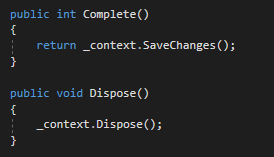 public int Complete()
{
    return _context.SaveChanges();
}
public void Dispose()
{
    _context.Dispose();
}